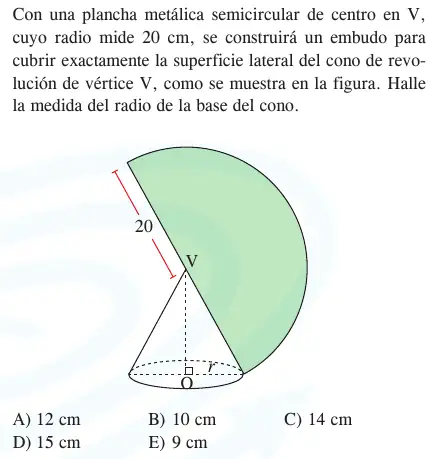 Con una plancha metálica semicircular de centro en V,
cuyo radio mide 20 cm, se construirá un embudo para
cubrir exactamente la superficie lateral del cono de revo-
lución de vértice V, como se muestra en la figura. Halle
la medida del radio de la base del cono.
20
V
r
O
A) 12 cm B) 10 cm C) 14 cm
D) 15 cm E) 9 cm